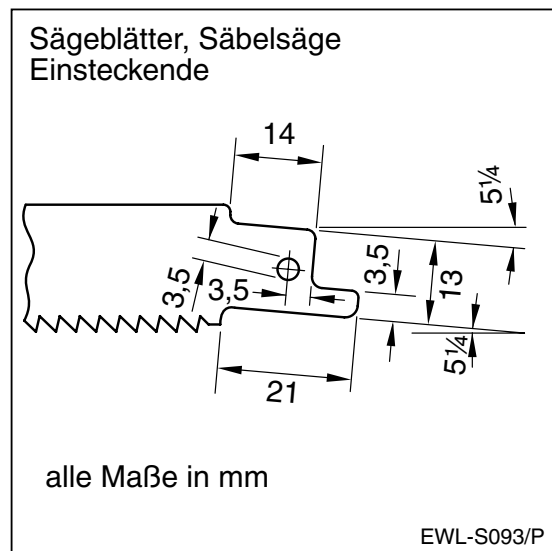 Sägeblätter, Säbelsäge
Einsteckende
14
5¼
3,5
3,5
3,5
13
5¼
21
alle Maße in mm
EWL-S093/P